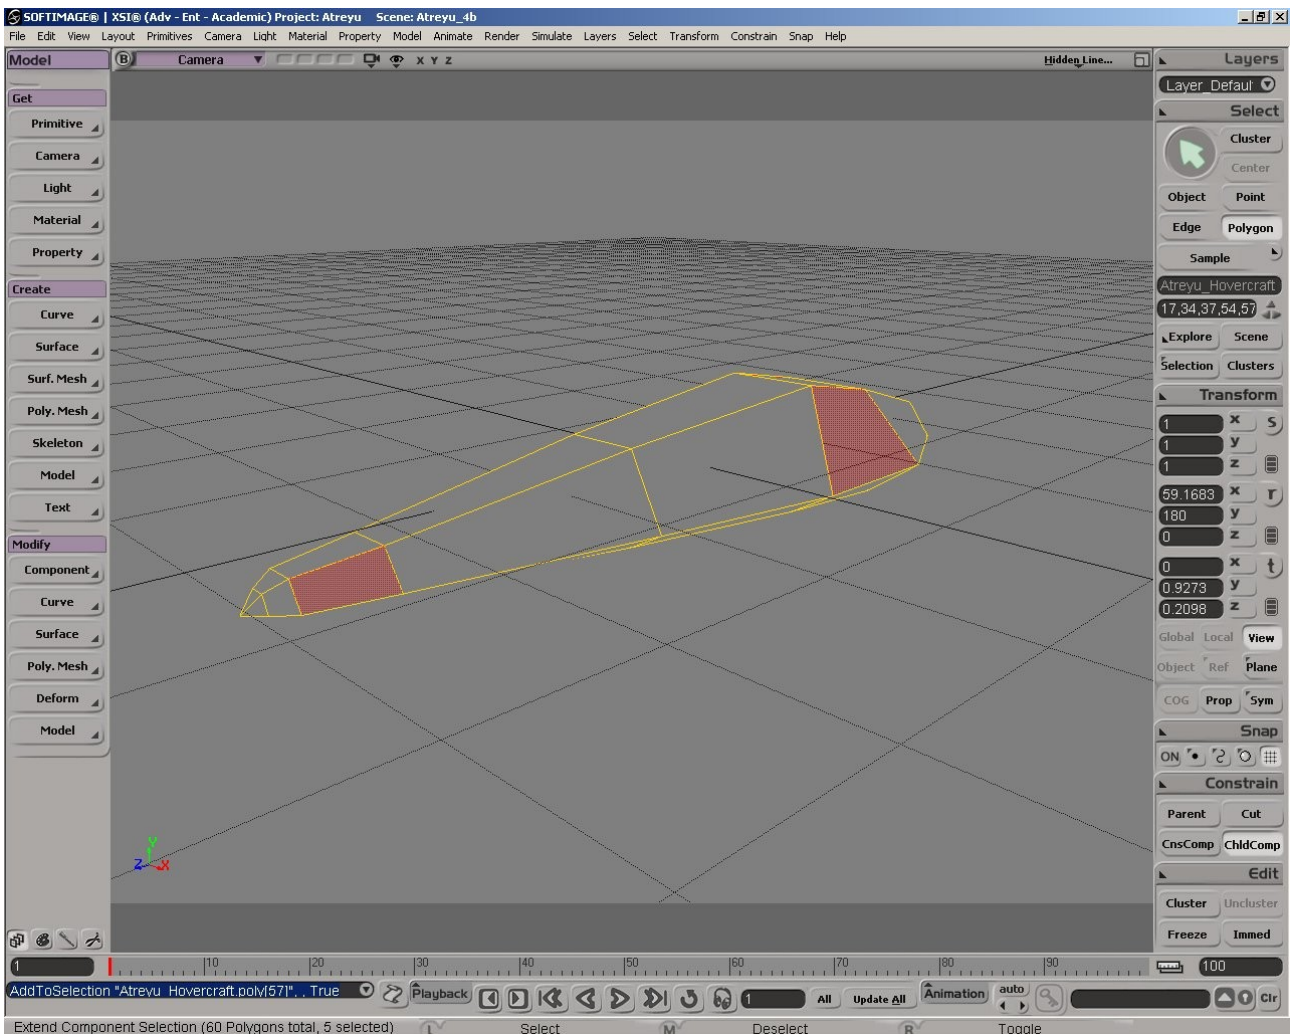 SOFTIMAGE® | XSI® (Adv - Ent - Academic) Project: Atreyu Scene: Atreyu_4b
File Edit View Layout Primitives Camera Light Material Property Model Animate Render Simulate Layers Select Transform Constrain Snap Help
Model
B Camera X Y Z Hidden Line...
Get
Primitive
Camera
Light
Material
Property
Create
Curve
Surface
Surf. Mesh
Poly. Mesh
Skeleton
Model
Text
Modify
Component
Curve
Surface
Poly. Mesh
Deform
Model
Y
Z X
Layers
Layer_Defaul
Select
Cluster
Center
Object Point
Edge Polygon
Sample
Atreyu_Hovercraft
17,34,37,54,57
Explore Scene
Selection Clusters
Transform
1 x s
1 y
1 z
59.1683 x r
180 y
0 z
0 x t
0.9273 y
0.2098 z
Global Local View
Object Ref Plane
COG Prop Sym
Snap
ON
Constrain
Parent Cut
CnsComp ChldComp
Edit
Cluster Uncluster
Freeze Immed
1 10 20 30 40 50 60 70 80 90 100
AddToSelection "Atreyu_Hovercraft.poly[57]", , True Playback 1 All Update All Animation auto Clr
Extend Component Selection (60 Polygons total, 5 selected) L Select M Deselect R Toggle